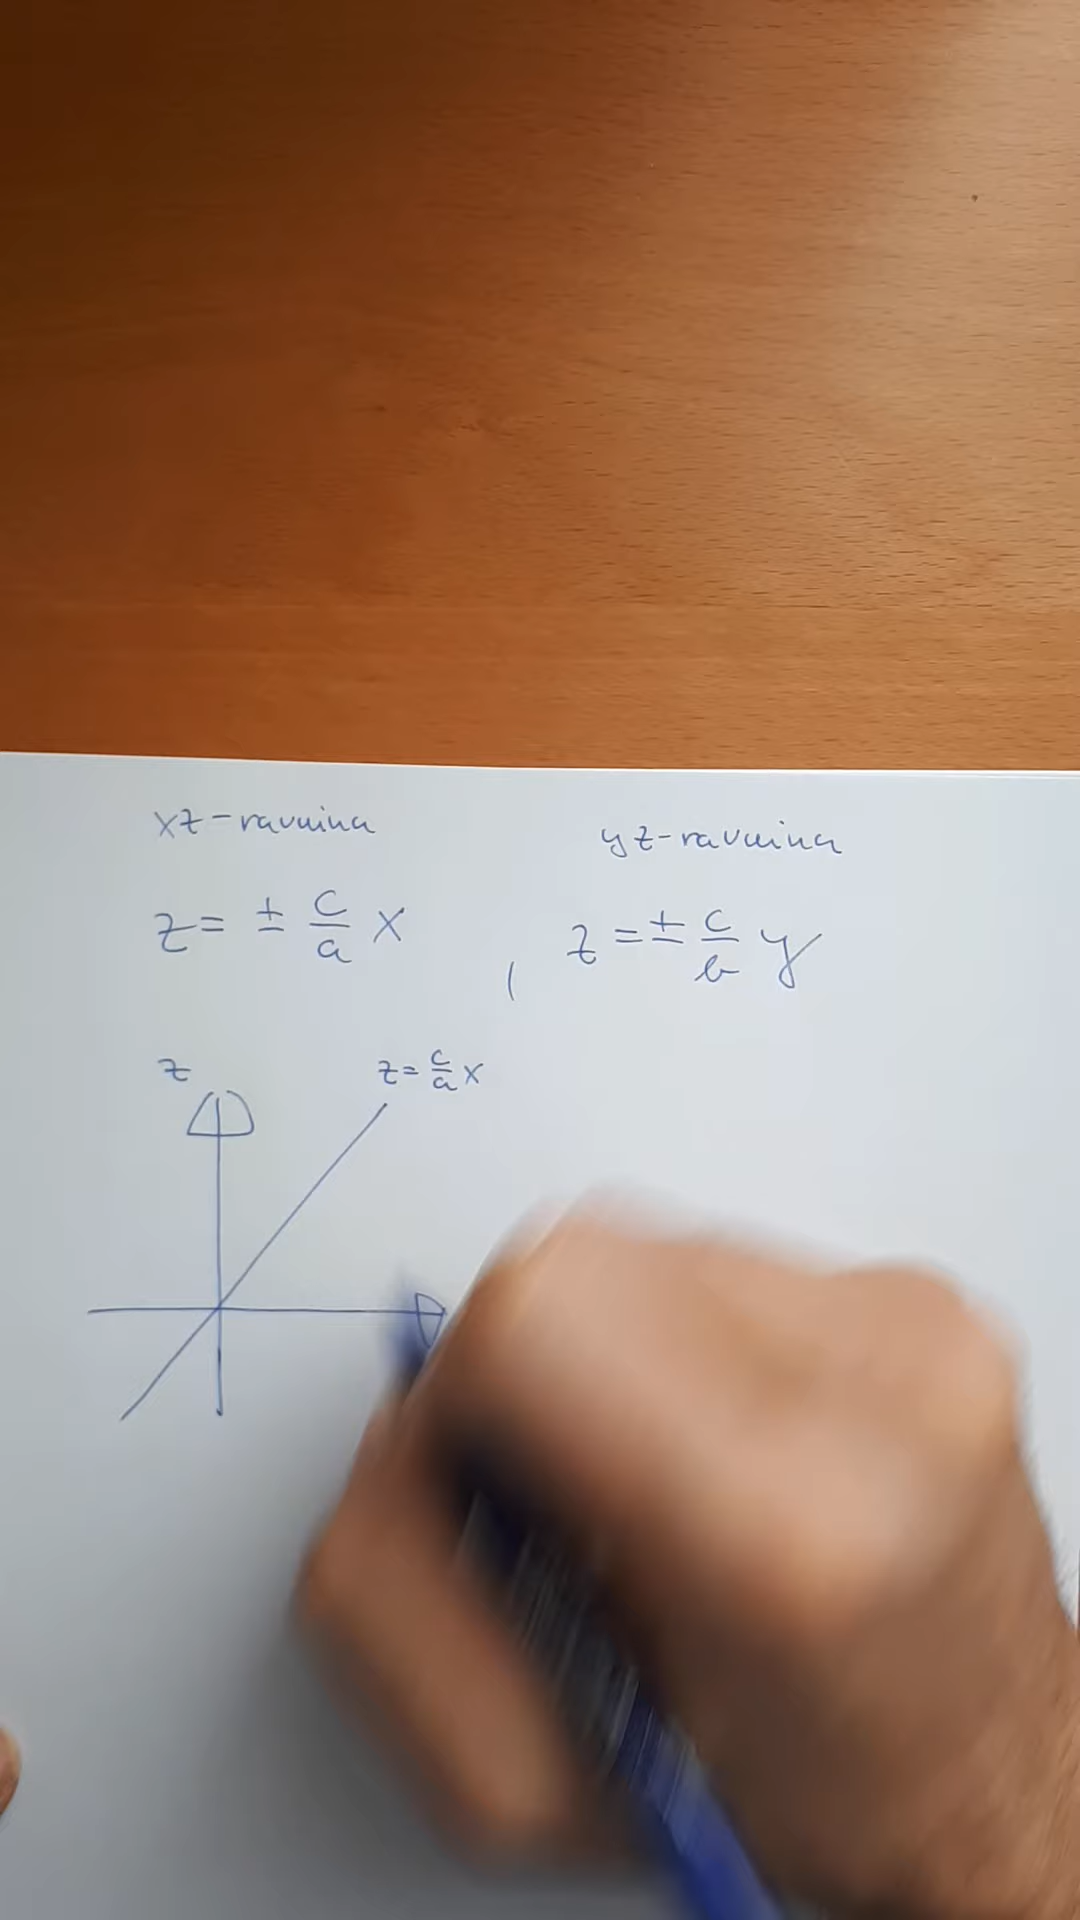 xz-ravnina
yz-ravnina
z = ± c/a x , z = ± c/b y
z
z = c/a x